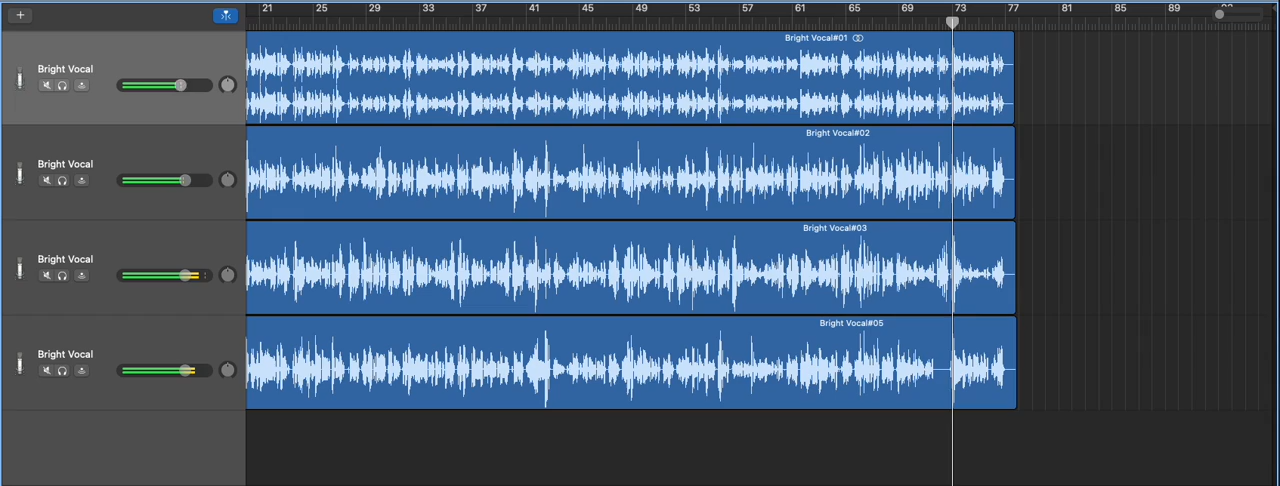 21 25 29 33 37 41 45 49 53 57 61 65 69 73 77 81 85 89
Bright Vocal
Bright Vocal#01
Bright Vocal
Bright Vocal#02
Bright Vocal
Bright Vocal#03
Bright Vocal
Bright Vocal#05